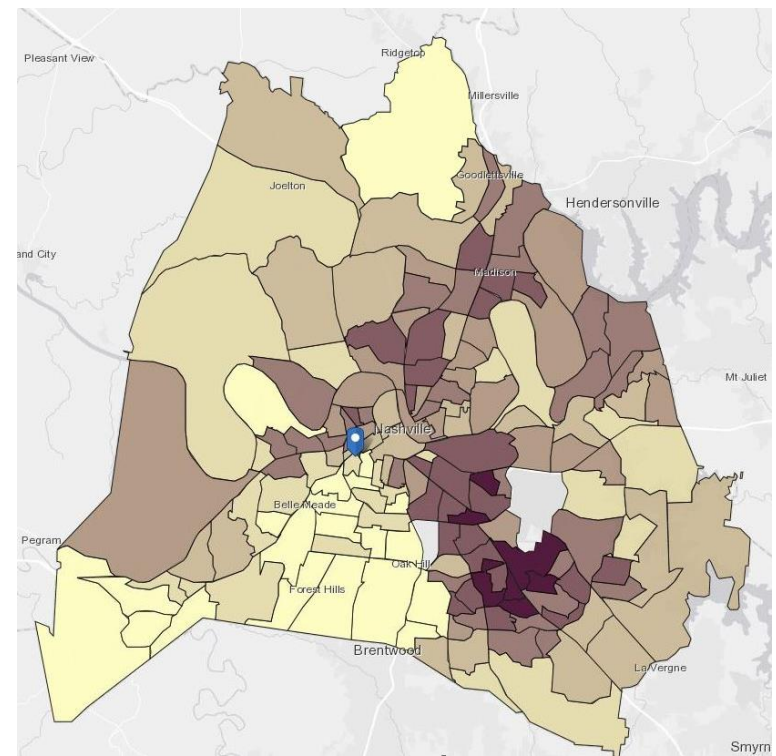 Ridgetop
Pleasant View
Millersville
Goodlettsville
Joelton
Hendersonville
and City
Madison
Mt Juliet
Nashville
Belle Meade
Pegram
Oak Hill
Forest Hills
Brentwood
La Vergne
Smyrn